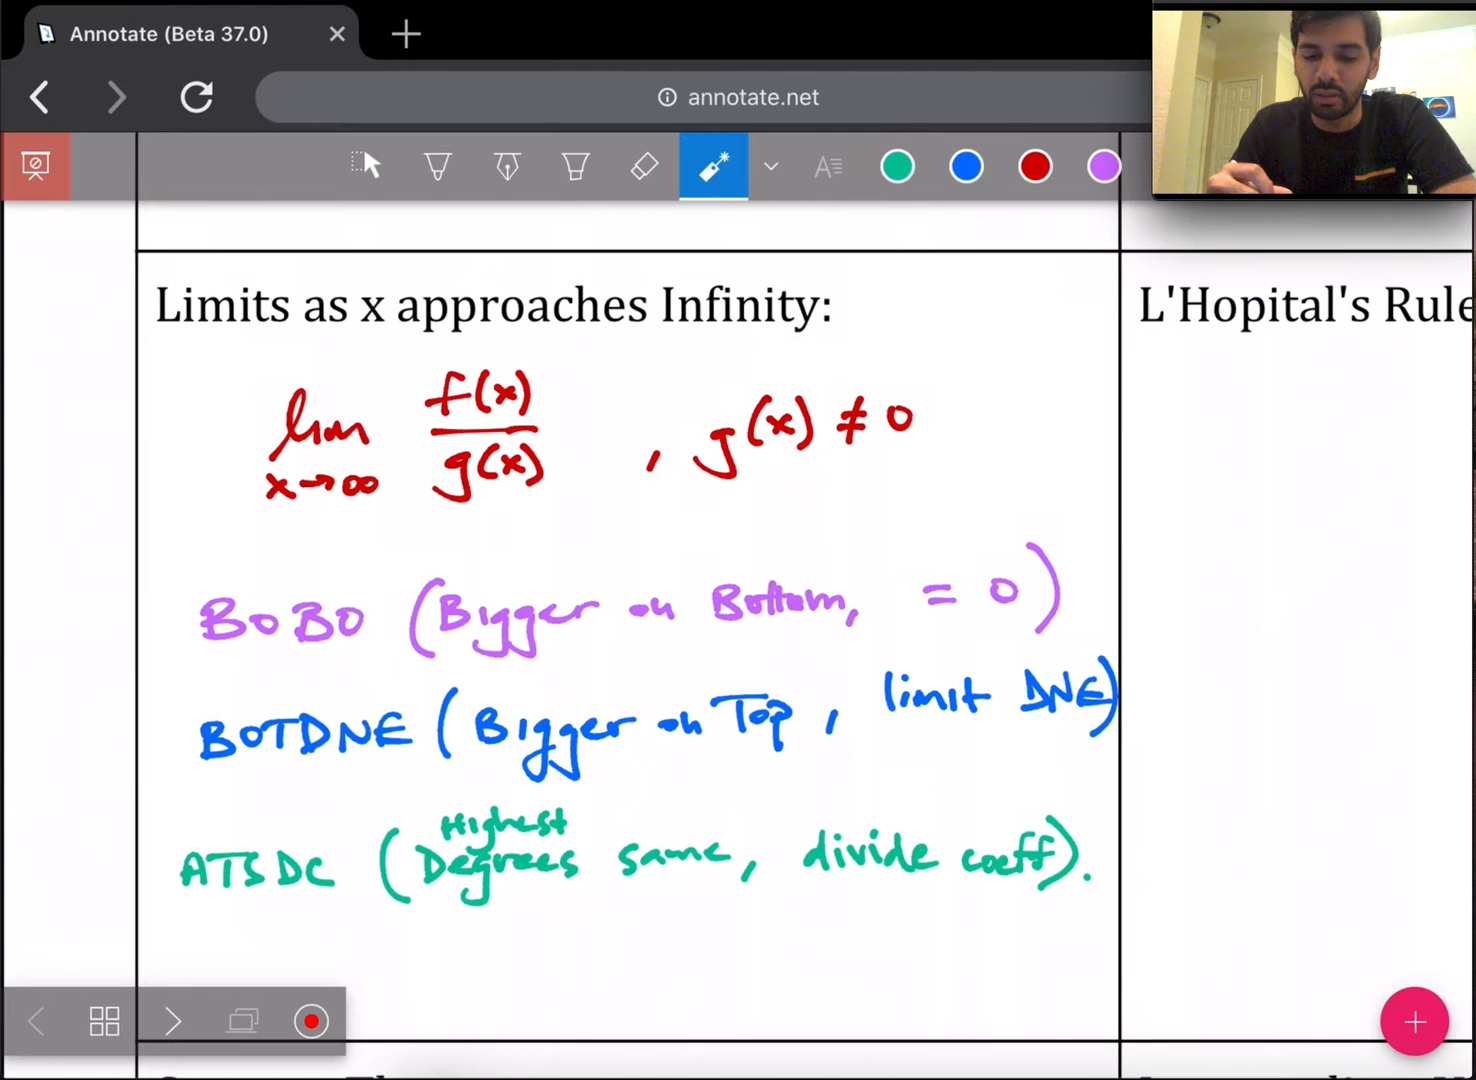 Annotate (Beta 37.0)
annotate.net
Limits as x approaches Infinity:
L'Hopital's Rule
lim x→∞ f(x)/g(x) , g(x) ≠ 0
BOBO (Bigger on Bottom, = 0)
BOTDNE (Bigger on Top, limit DNE)
ATSDC (Highest Degrees same, divide coeff).